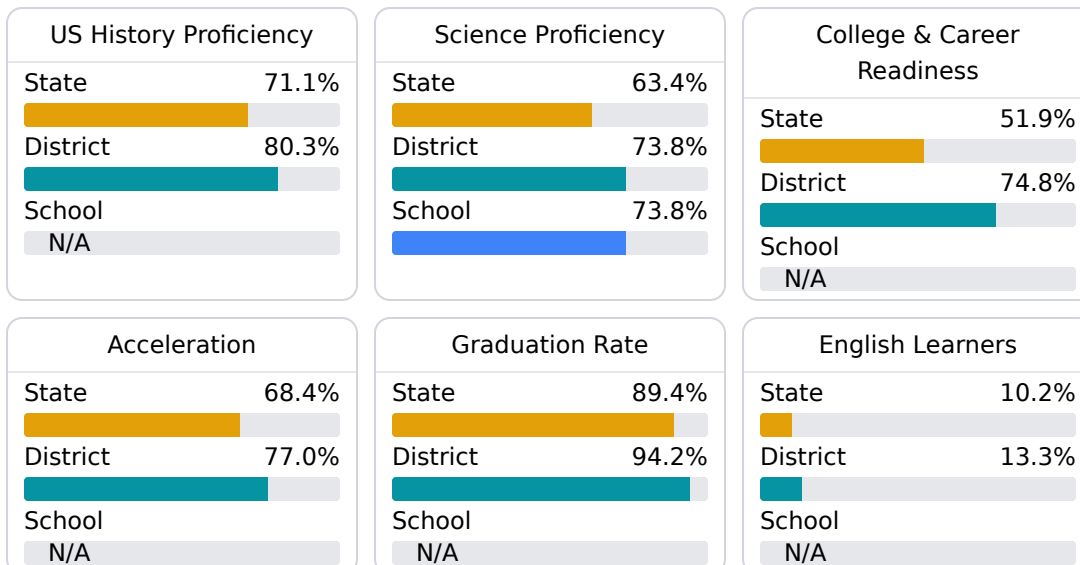 US History Proficiency
State 71.1%
District 80.3%
School
N/A
Science Proficiency
State 63.4%
District 73.8%
School 73.8%
College & Career
Readiness
State 51.9%
District 74.8%
School
N/A
Acceleration
State 68.4%
District 77.0%
School
N/A
Graduation Rate
State 89.4%
District 94.2%
School
N/A
English Learners
State 10.2%
District 13.3%
School
N/A